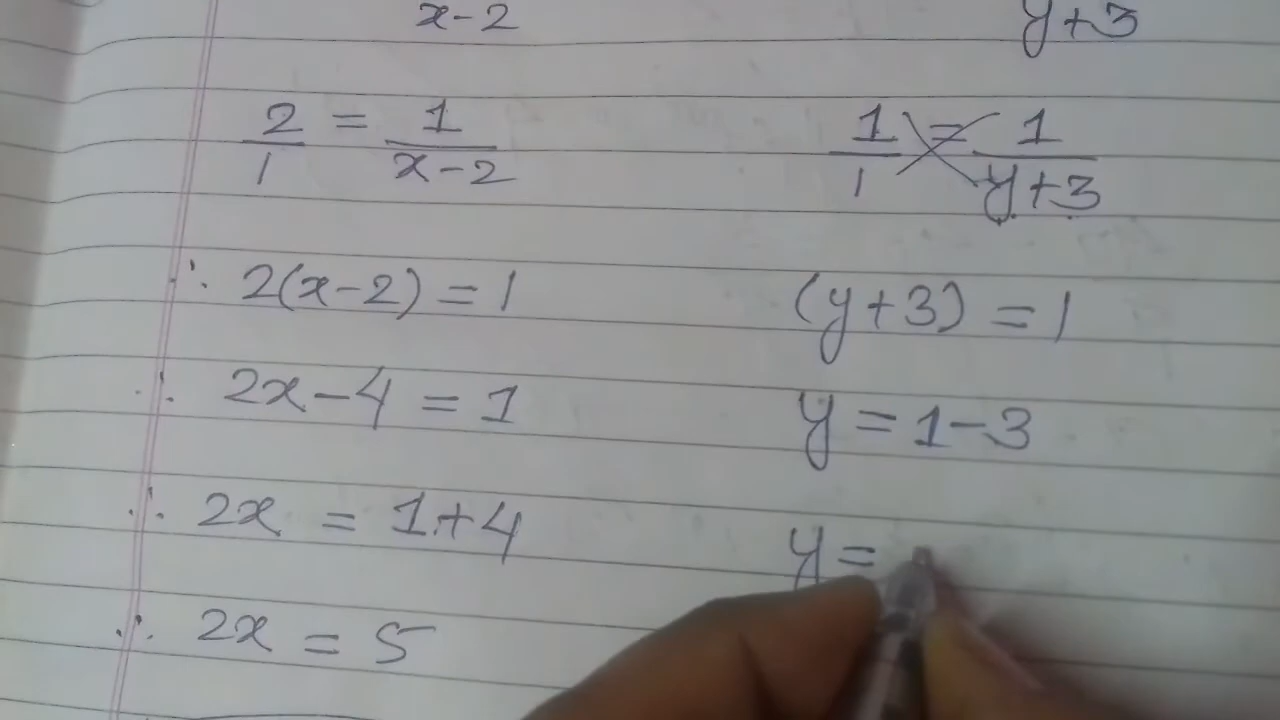 x-2 y+3
2/1 = 1/x-2 1/1 = 1/y+3
∴ 2(x-2) = 1 (y+3) = 1
∴ 2x-4 = 1 y = 1-3
∴ 2x = 1+4 y =
∴ 2x = 5